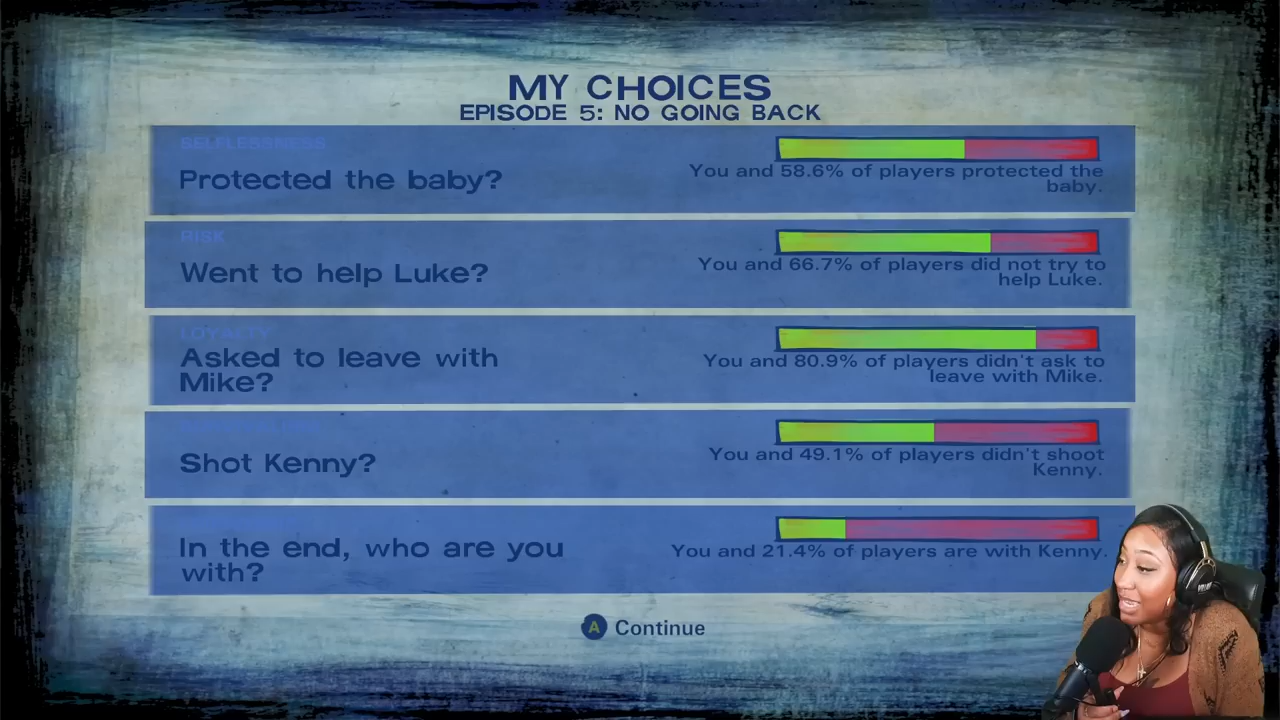 MY CHOICES
EPISODE 5: NO GOING BACK
SELFLESSNESS
Protected the baby?
You and 58.6% of players protected the
baby.
RISK
Went to help Luke?
You and 66.7% of players did not try to
help Luke.
LOYALTY
Asked to leave with
Mike?
You and 80.9% of players didn't ask to
leave with Mike.
Shot Kenny?
You and 49.1% of players didn't shoot
Kenny.
In the end, who are you
with?
You and 21.4% of players are with Kenny.
A Continue